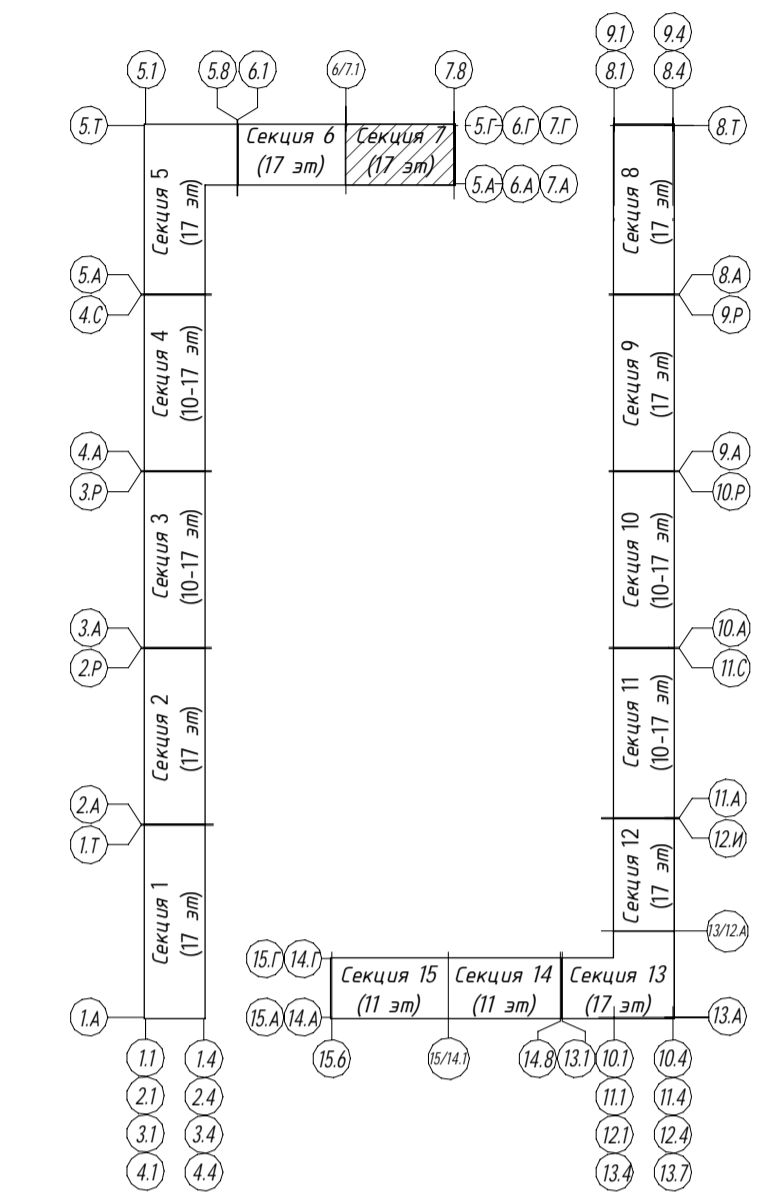 9.1 9.4
5.1 5.8 6.1 6/7.1 7.8 8.1 8.4
5.Т Секция 6 Секция 7 5.Г 6.Г 7.Г 8.Т
(17 эт) (17 эт)
5.А 6.А 7.А
Секция 5
(17 эт)
Секция 8
(17 эт)
5.А 8.А
4.С 9.Р
Секция 4
(10-17 эт)
Секция 9
(17 эт)
4.А 9.А
3.Р 10.Р
Секция 3
(10-17 эт)
Секция 10
(10-17 эт)
3.А 10.А
2.Р 11.С
Секция 2
(17 эт)
Секция 11
(10-17 эт)
2.А 11.А
1.Т 12.И
Секция 1
(17 эт)
Секция 12
(17 эт)
13/12.А
15.Г 14.Г
Секция 15 Секция 14 Секция 13
(11 эт) (11 эт) (17 эт)
1.А 15.А 14.А 13.А
1.1 1.4 15.6 15/14.1 14.8 13.1 10.1 10.4
2.1 2.4 11.1 11.4
3.1 3.4 12.1 12.4
4.1 4.4 13.4 13.7